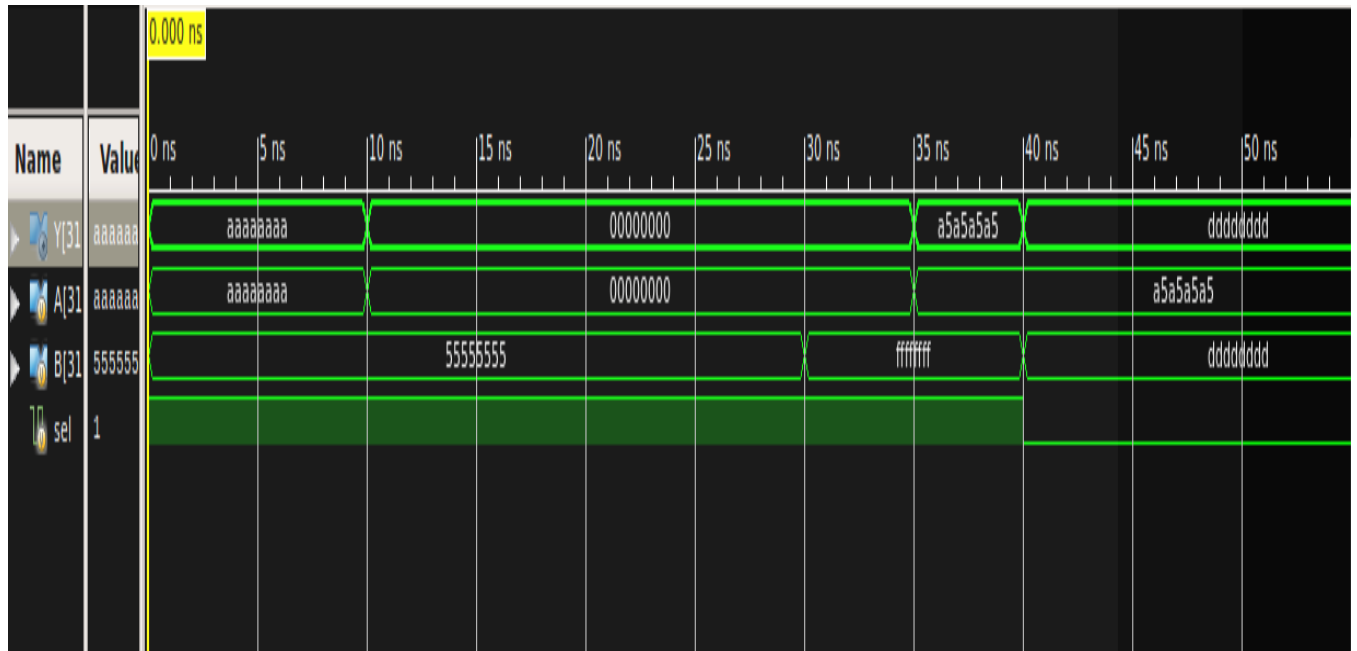 0.000 ns
Name Value 0 ns 5 ns 10 ns 15 ns 20 ns 25 ns 30 ns 35 ns 40 ns 45 ns 50 ns
Y[31 aaaaaa aaaaaaaa 00000000 a5a5a5a5 dddddddd
A[31 aaaaaa aaaaaaaa 00000000 a5a5a5a5
B[31 555555 55555555 ffffffff dddddddd
sel 1